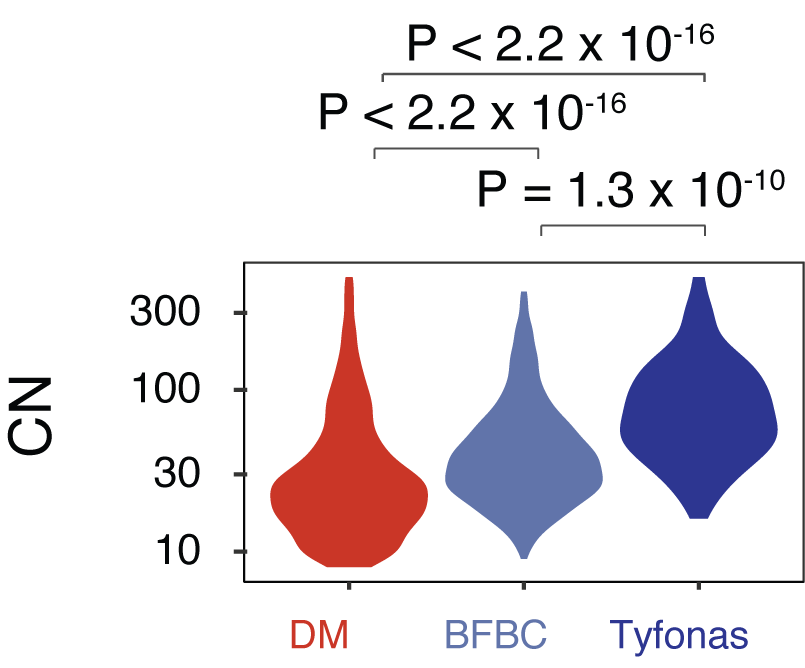 P < 2.2 x 10⁻¹⁶
P < 2.2 x 10⁻¹⁶
P = 1.3 x 10⁻¹⁰
CN
300
100
30
10
DM BFBC Tyfonas